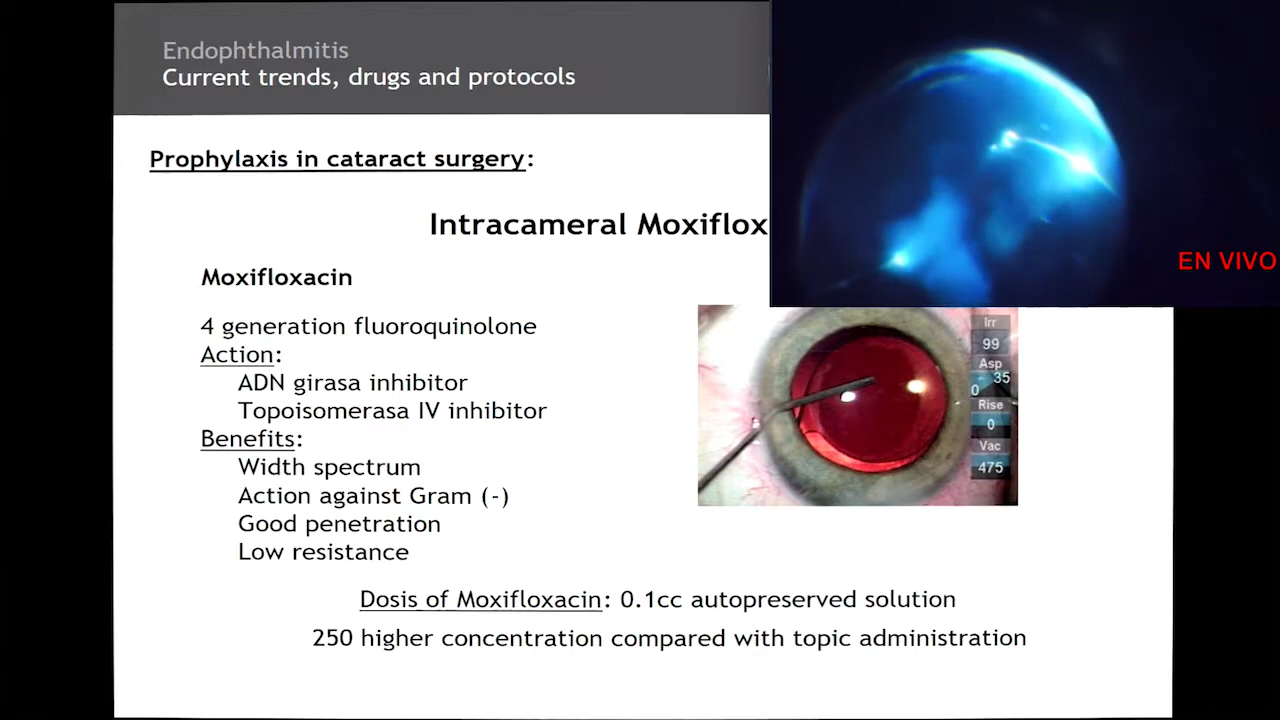 Endophthalmitis
Current trends, drugs and protocols
Prophylaxis in cataract surgery:
Intracameral Moxiflox
EN VIVO
Moxifloxacin
4 generation fluoroquinolone
Action:
ADN girasa inhibitor
Topoisomerasa IV inhibitor
Benefits:
Width spectrum
Action against Gram (-)
Good penetration
Low resistance
Irr
99
Asp
35
0
Rise
0
Vac
475
Dosis of Moxifloxacin: 0.1cc autopreserved solution
250 higher concentration compared with topic administration